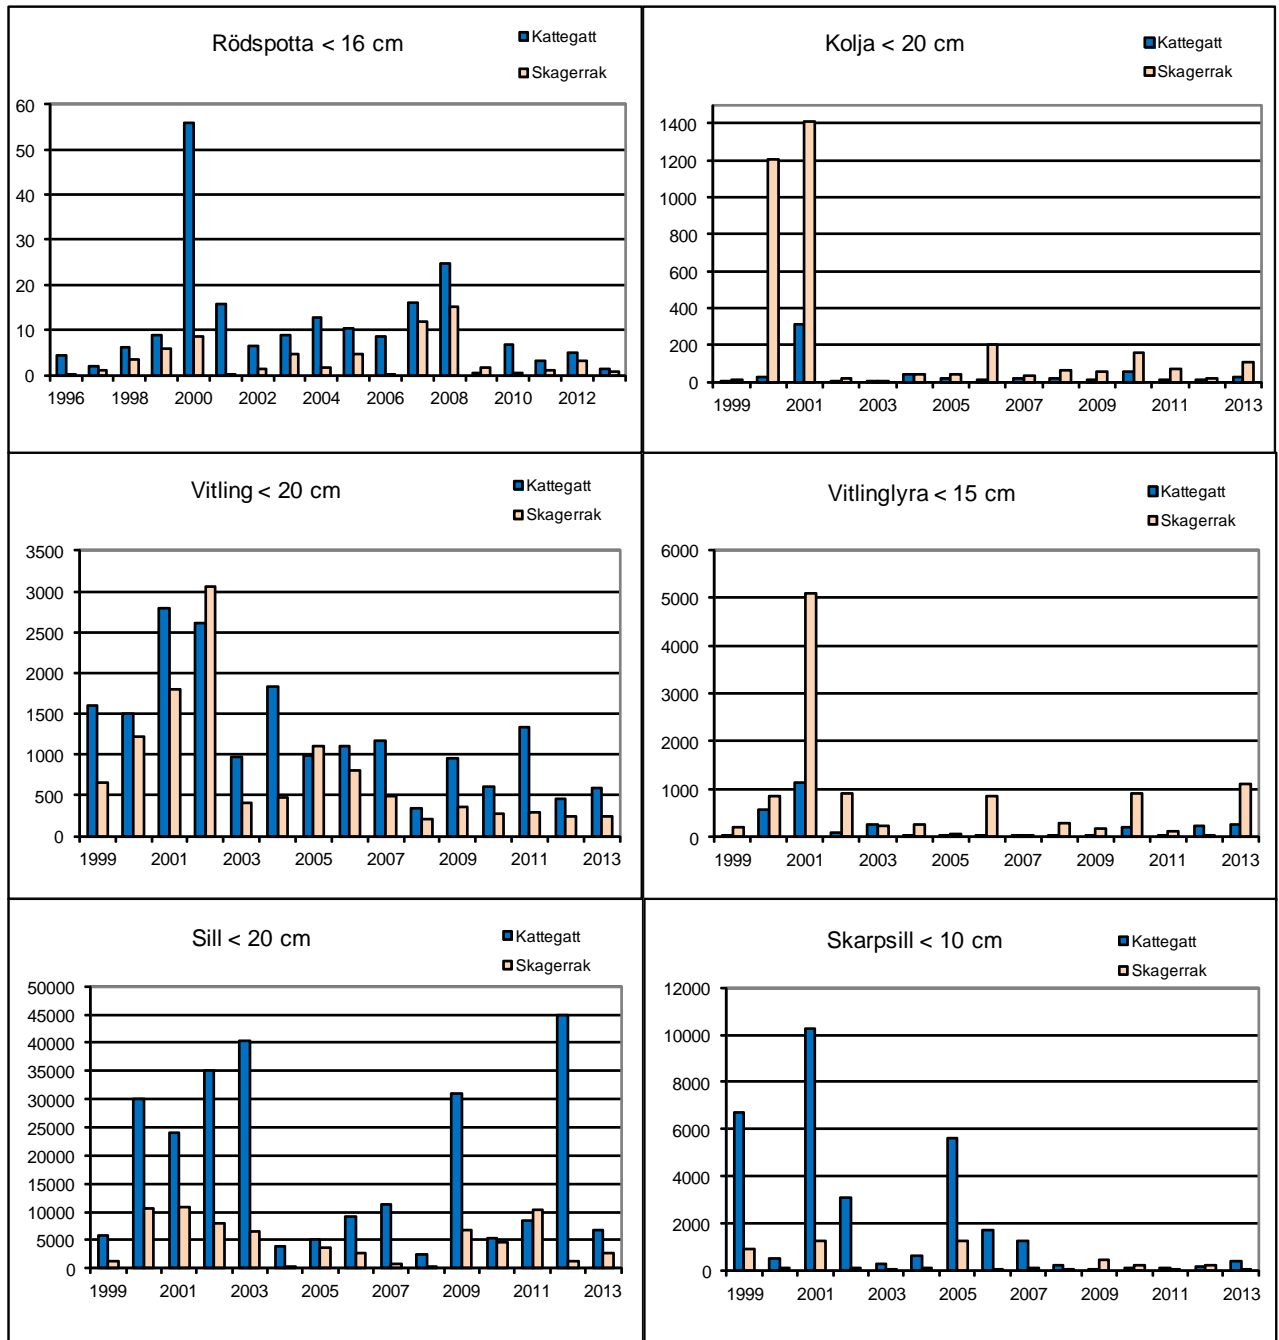 Rödspotta < 16 cm
Kattegatt
Skagerrak
60
50
40
30
20
10
0
1996 1998 2000 2002 2004 2006 2008 2010 2012
Kolja < 20 cm
Kattegatt
Skagerrak
1400
1200
1000
800
600
400
200
0
1999 2001 2003 2005 2007 2009 2011 2013
Vitling < 20 cm
Kattegatt
Skagerrak
3500
3000
2500
2000
1500
1000
500
0
1999 2001 2003 2005 2007 2009 2011 2013
Vitlinglyra < 15 cm
Kattegatt
Skagerrak
6000
5000
4000
3000
2000
1000
0
1999 2001 2003 2005 2007 2009 2011 2013
Sill < 20 cm
Kattegatt
Skagerrak
50000
45000
40000
35000
30000
25000
20000
15000
10000
5000
0
1999 2001 2003 2005 2007 2009 2011 2013
Skarpsill < 10 cm
Kattegatt
Skagerrak
12000
10000
8000
6000
4000
2000
0
1999 2001 2003 2005 2007 2009 2011 2013